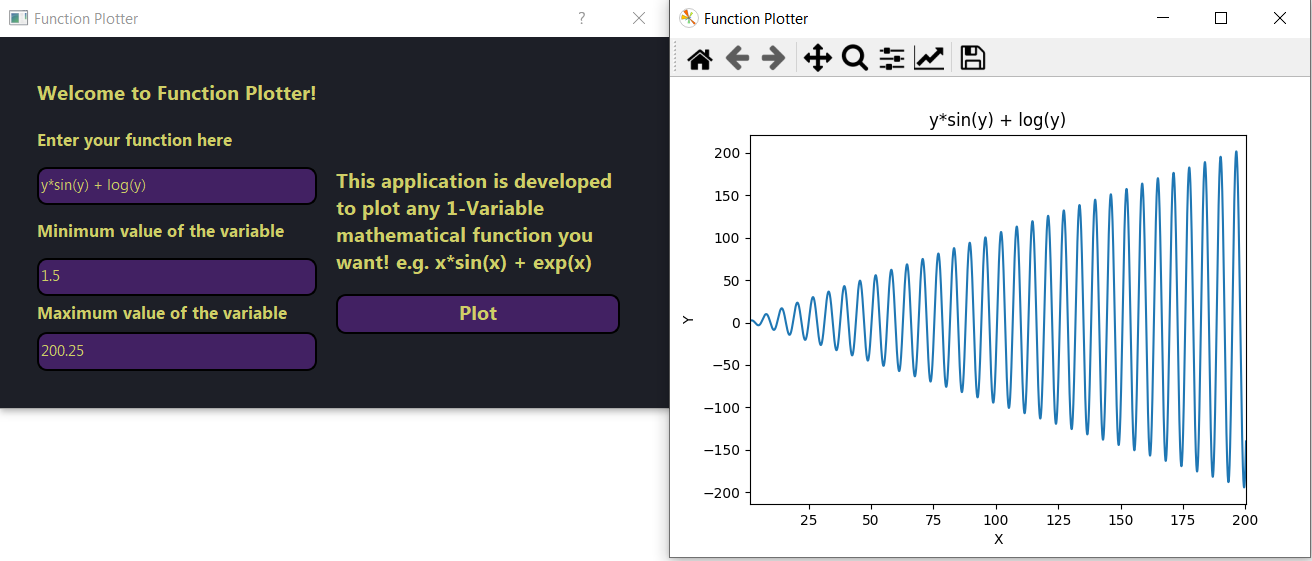 Function Plotter
?
Welcome to Function Plotter!
Enter your function here
y*sin(y) + log(y)
Minimum value of the variable
1.5
Maximum value of the variable
200.25
This application is developed
to plot any 1-Variable
mathematical function you
want! e.g. x*sin(x) + exp(x)
Plot
Function Plotter
y*sin(y) + log(y)
200
150
100
50
0
−50
−100
−150
−200
Y
25 50 75 100 125 150 175 200
X